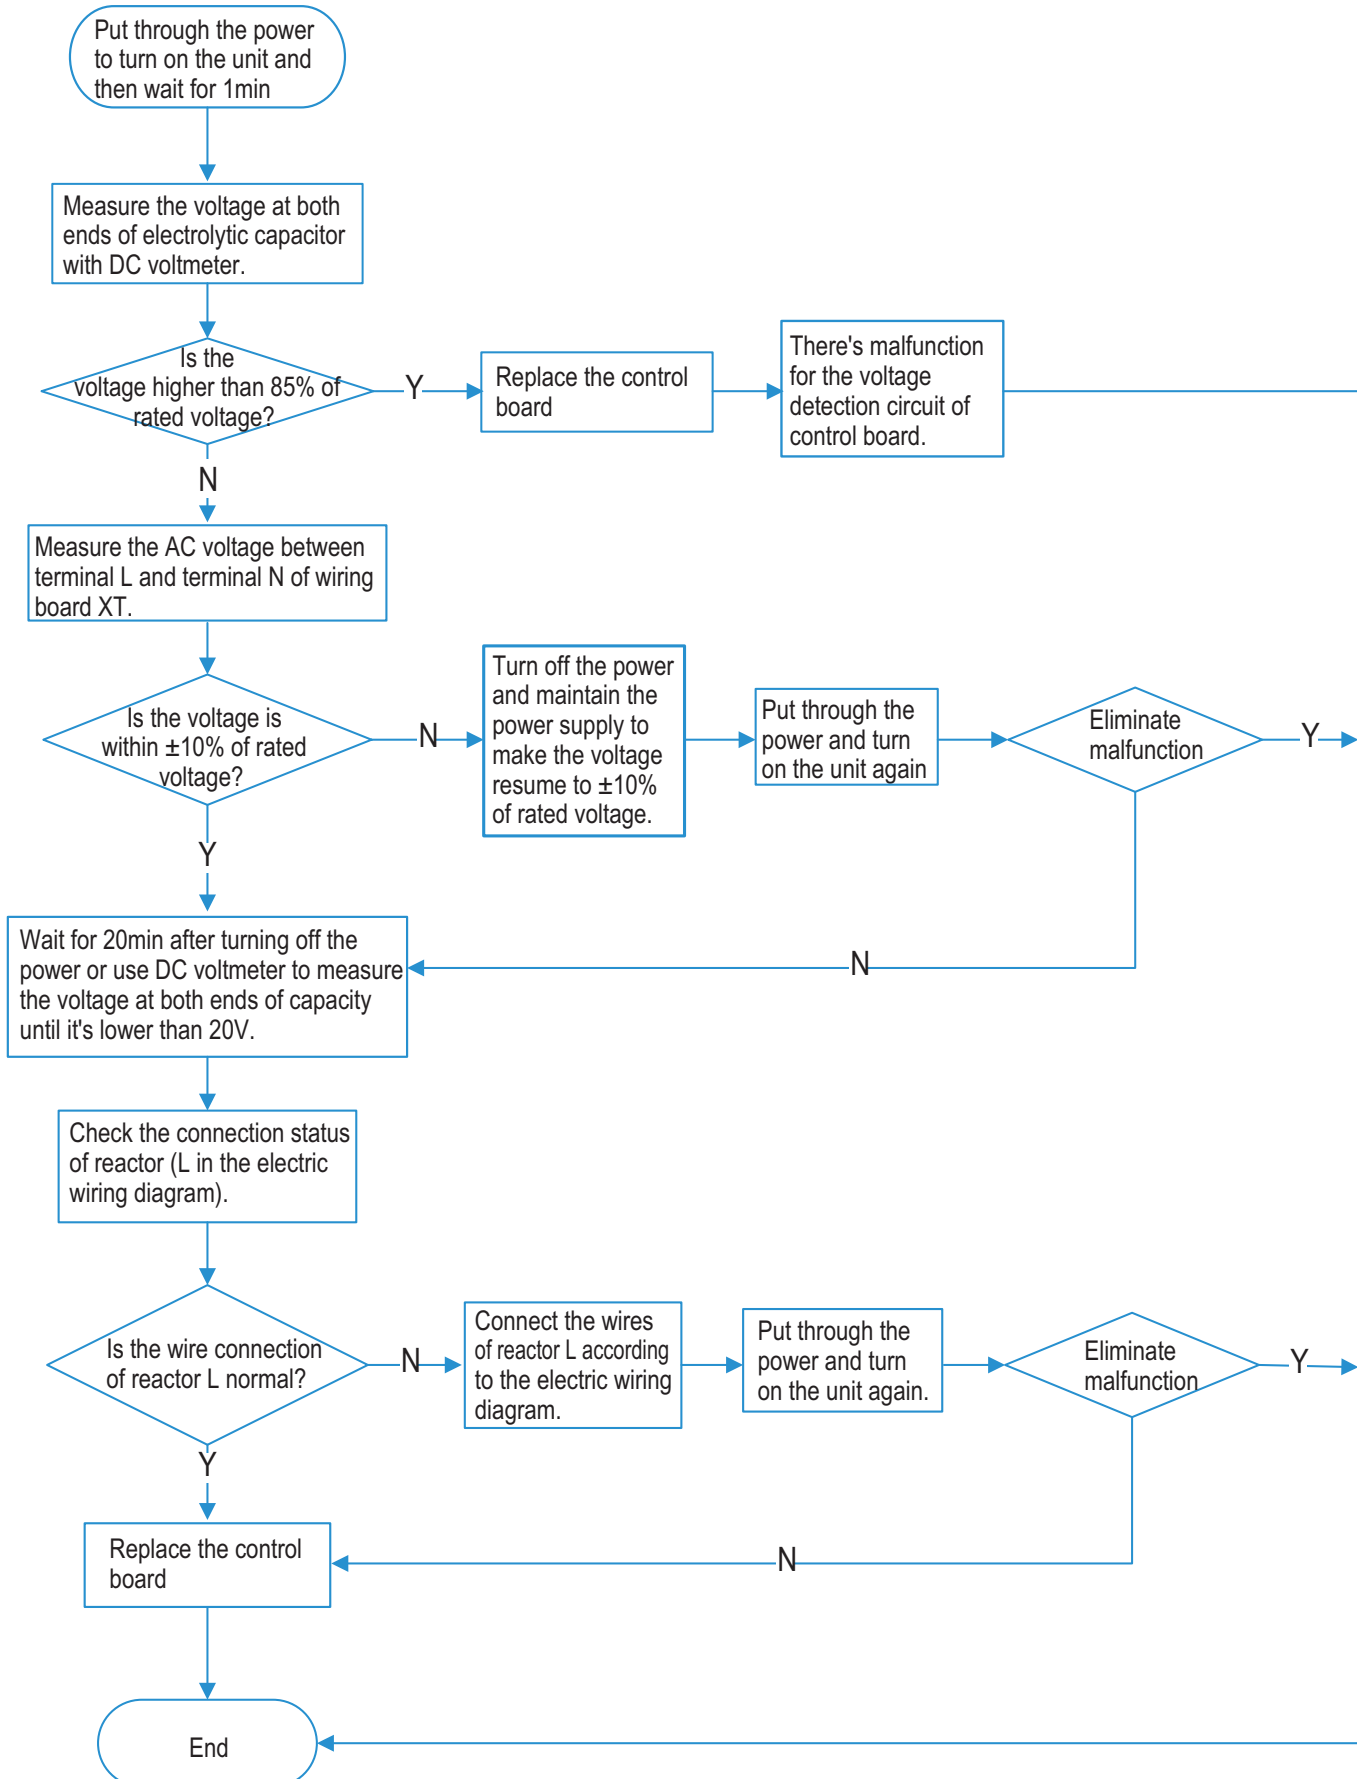 Put through the power
to turn on the unit and
then wait for 1min
Measure the voltage at both
ends of electrolytic capacitor
with DC voltmeter.
Is the
voltage higher than 85% of
rated voltage?
Y
Replace the control
board
There's malfunction
for the voltage
detection circuit of
control board.
N
Measure the AC voltage between
terminal L and terminal N of wiring
board XT.
Is the voltage is
within ±10% of rated
voltage?
N
Turn off the power
and maintain the
power supply to
make the voltage
resume to ±10%
of rated voltage.
Put through the
power and turn
on the unit again
Eliminate
malfunction
Y
Y
N
Wait for 20min after turning off the
power or use DC voltmeter to measure
the voltage at both ends of capacity
until it's lower than 20V.
Check the connection status
of reactor (L in the electric
wiring diagram).
Is the wire connection
of reactor L normal?
N
Connect the wires
of reactor L according
to the electric wiring
diagram.
Put through the
power and turn
on the unit again.
Eliminate
malfunction
Y
Y
N
Replace the control
board
End